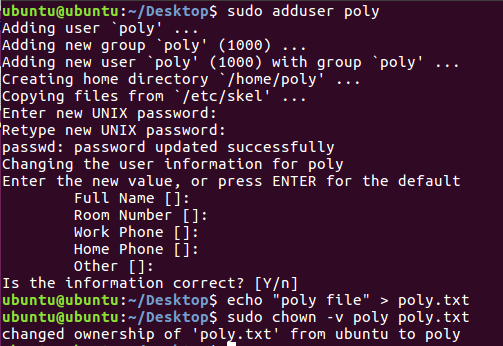 ubuntu@ubuntu:~/Desktop$ sudo adduser poly
Adding user `poly' ...
Adding new group `poly' (1000) ...
Adding new user `poly' (1000) with group `poly' ...
Creating home directory `/home/poly' ...
Copying files from `/etc/skel' ...
Enter new UNIX password:
Retype new UNIX password:
passwd: password updated successfully
Changing the user information for poly
Enter the new value, or press ENTER for the default
        Full Name []:
        Room Number []:
        Work Phone []:
        Home Phone []:
        Other []:
Is the information correct? [Y/n]
ubuntu@ubuntu:~/Desktop$ echo "poly file" > poly.txt
ubuntu@ubuntu:~/Desktop$ sudo chown -v poly poly.txt
changed ownership of 'poly.txt' from ubuntu to poly